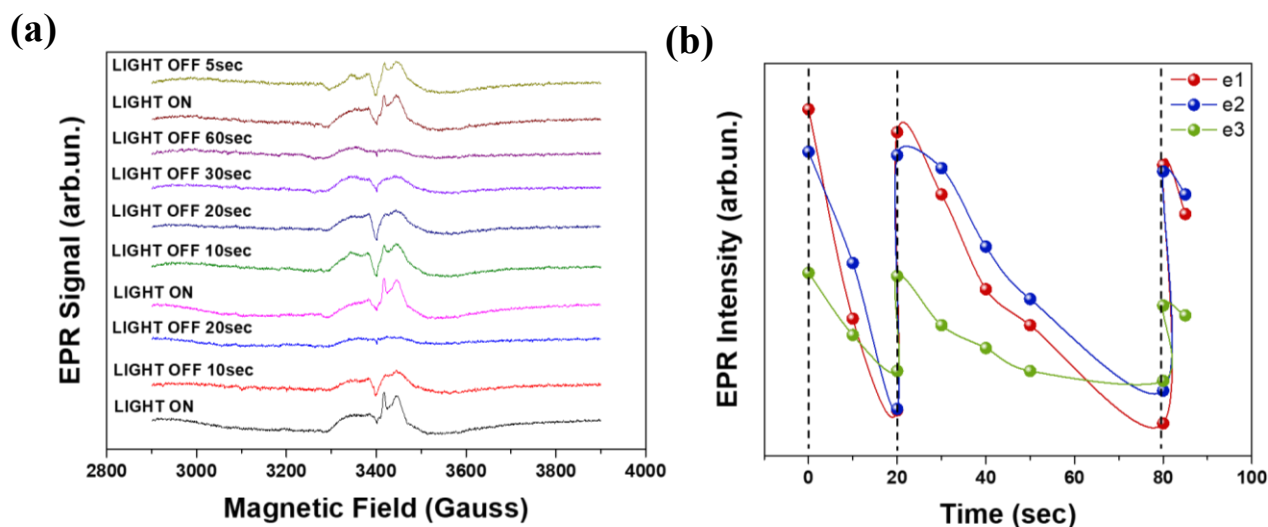 (a)
EPR Signal (arb.un.)
LIGHT OFF 5sec
LIGHT ON
LIGHT OFF 60sec
LIGHT OFF 30sec
LIGHT OFF 20sec
LIGHT OFF 10sec
LIGHT ON
LIGHT OFF 20sec
LIGHT OFF 10sec
LIGHT ON
2800 3000 3200 3400 3600 3800 4000
Magnetic Field (Gauss)
(b)
EPR Intensity (arb.un.)
e1
e2
e3
0 20 40 60 80 100
Time (sec)